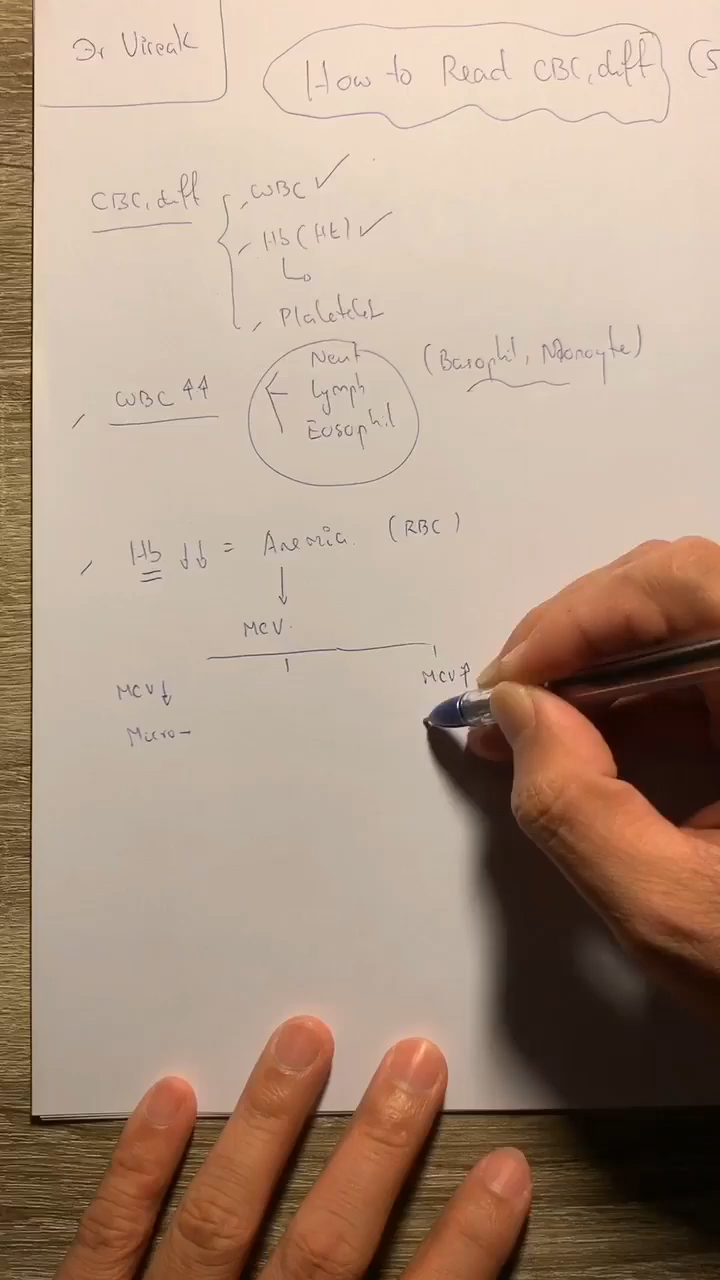 Dr Vireak
How to Read CBC, diff (S
CBC, diff
, WBC ✓
, Hb (Ht) ✓
, Platelet
WBC ↑↑
Neut
Lymph
Eosophil
(Basophil, Monocyte)
Hb ↓↓ = Anemia. (RBC)
↓
MCV
MCV↓
MCV↑
Micro-